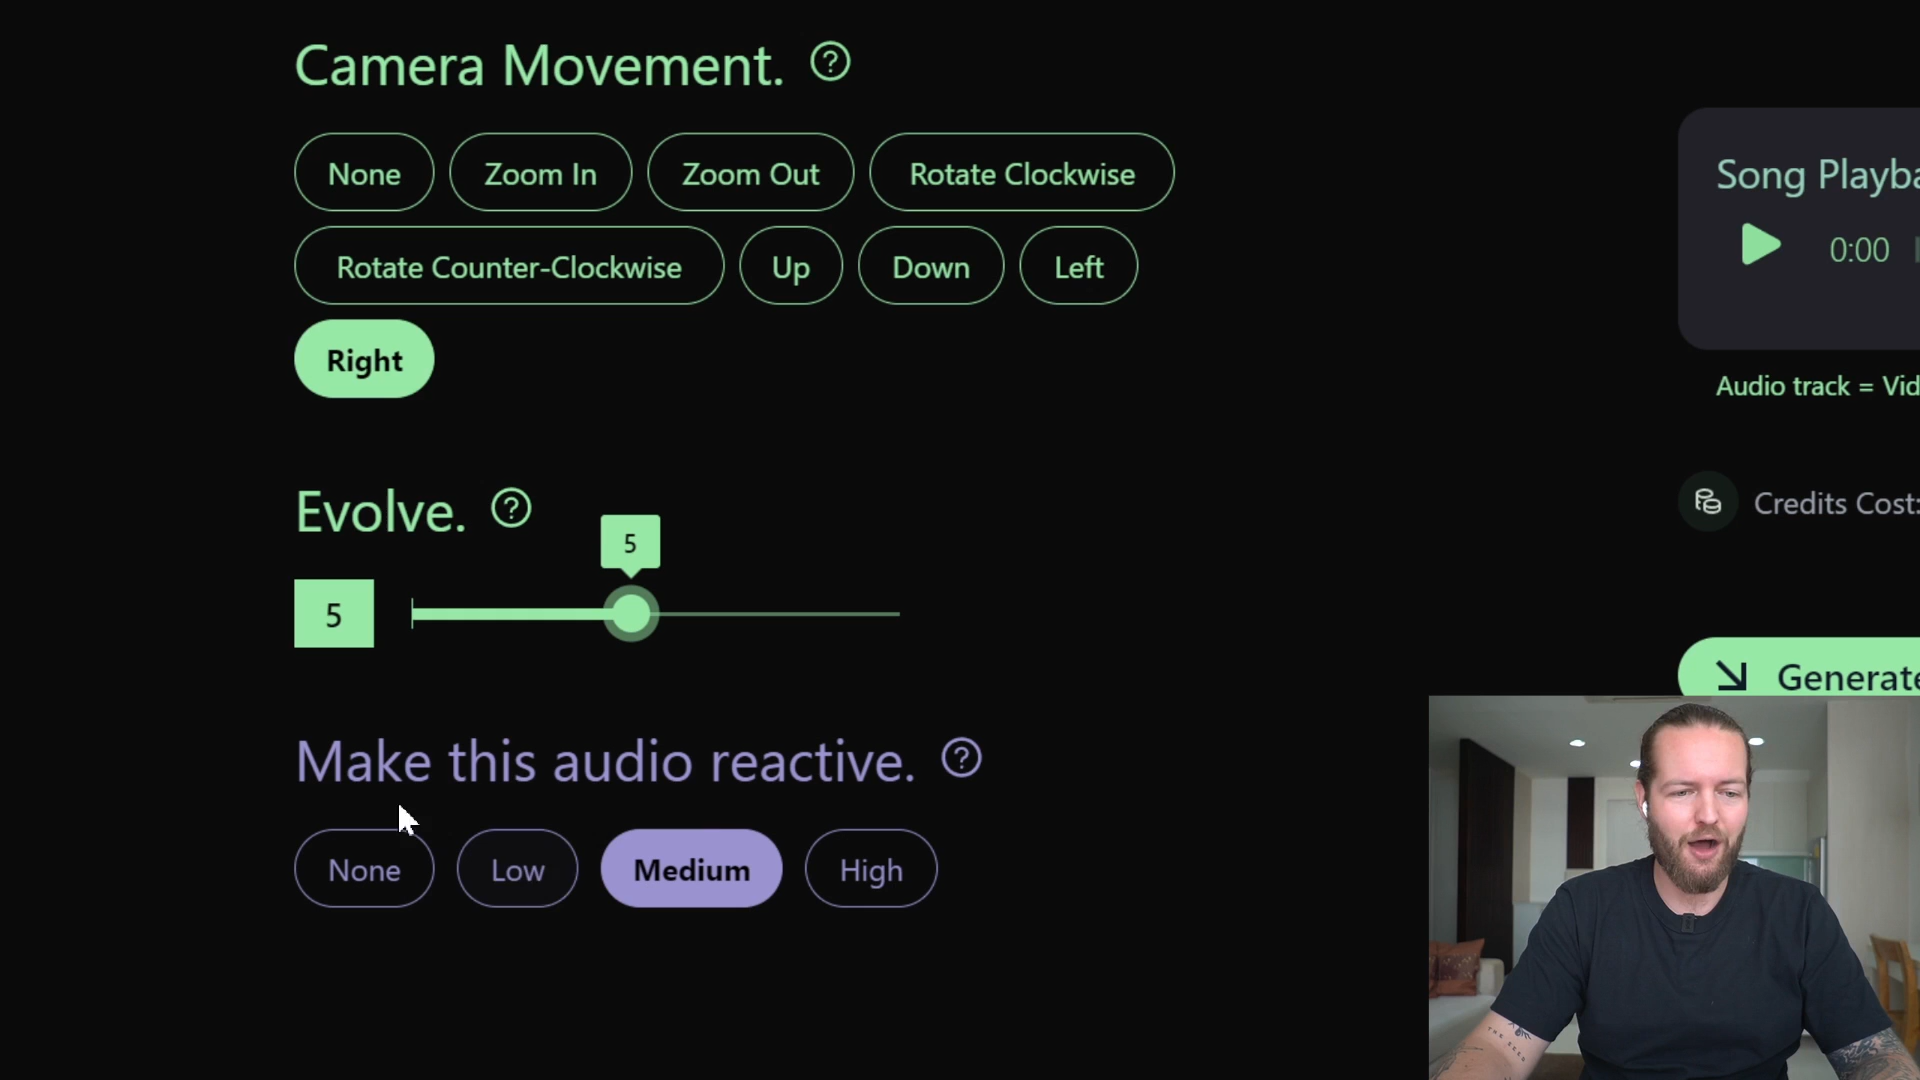 Camera Movement.
None
Zoom In
Zoom Out
Rotate Clockwise
Rotate Counter-Clockwise
Up
Down
Left
Right
Evolve.
5
5
Make this audio reactive.
None
Low
Medium
High
Song Playba
0:00
Audio track = Vid
Credits Cost:
Generate